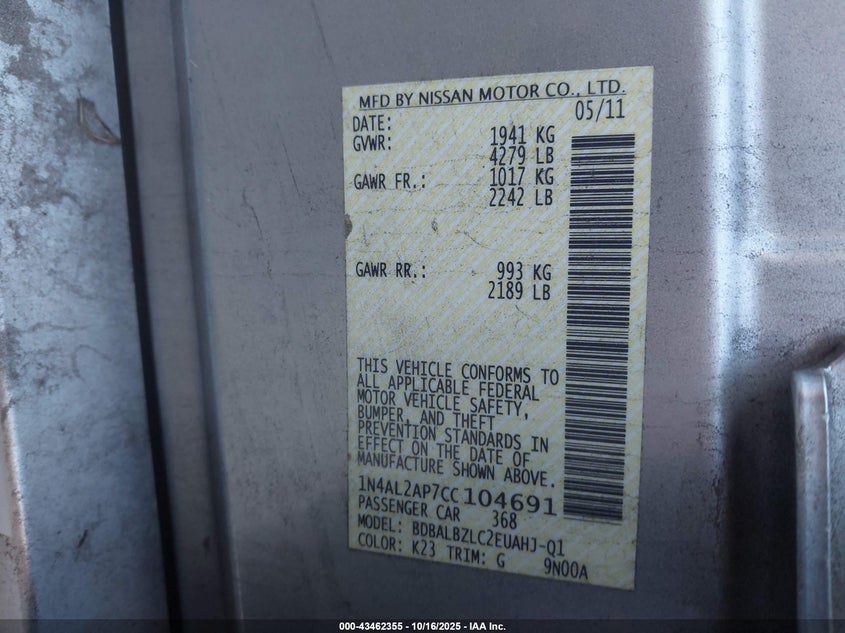 MFD BY NISSAN MOTOR CO., LTD.
DATE: 05/11
GVWR: 1941 KG
4279 LB
GAWR FR.: 1017 KG
2242 LB
GAWR RR.: 993 KG
2189 LB
THIS VEHICLE CONFORMS TO
ALL APPLICABLE FEDERAL
MOTOR VEHICLE SAFETY,
BUMPER, AND THEFT
PREVENTION STANDARDS IN
EFFECT ON THE DATE OF
MANUFACTURE SHOWN ABOVE.
1N4AL2AP7CC104691
PASSENGER CAR 368
MODEL: BDBALBZLC2EUAHJ-Q1
COLOR: K23 TRIM: G 9N00A
000-43462355 | 10/16/2025 – IAA Inc.